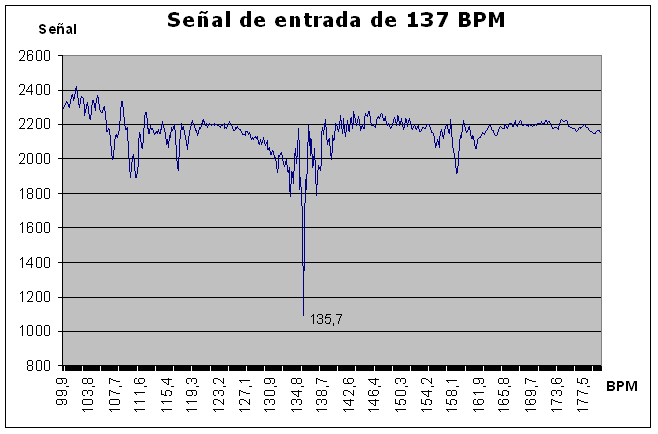 Señal de entrada de 137 BPM
Señal
2600
2400
2200
2000
1800
1600
1400
1200
1000
800
135,7
99,9 103,8 107,7 111,6 115,4 119,3 123,2 127,1 130,9 134,8 138,7 142,6 146,4 150,3 154,2 158,1 161,9 165,8 169,7 173,6 177,5
BPM